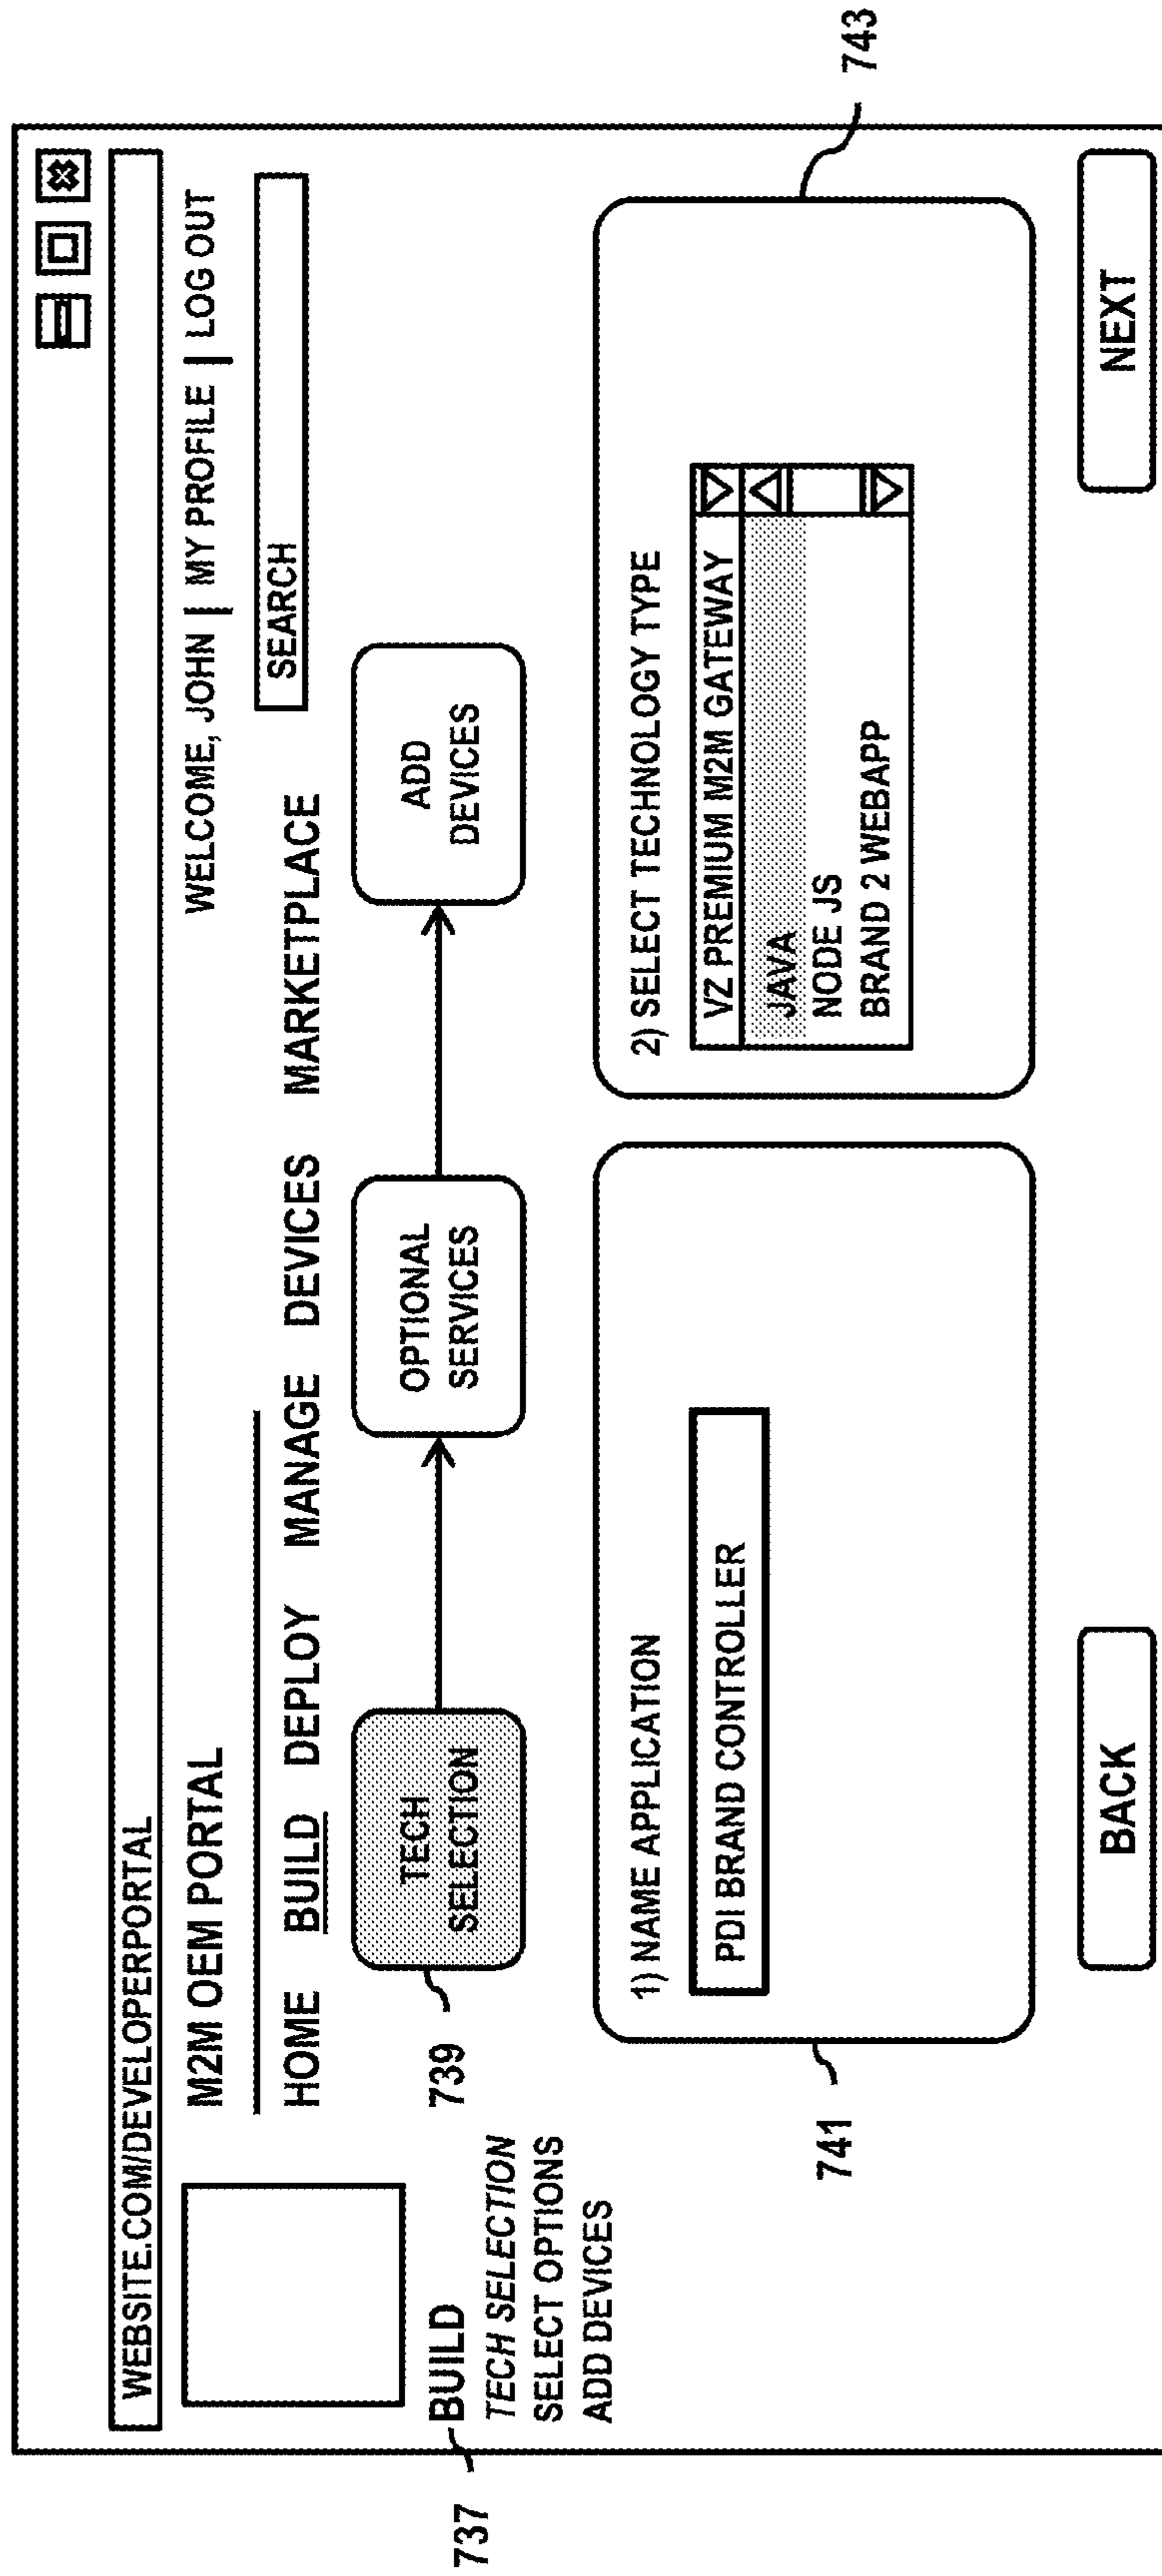 WEBSITE.COM/DEVELOPERPORTAL
M2M OEM PORTAL
WELCOME, JOHN | MY PROFILE | LOG OUT
SEARCH
HOME BUILD DEPLOY MANAGE DEVICES MARKETPLACE
737
BUILD
TECH SELECTION
SELECT OPTIONS
ADD DEVICES
739
TECH
SELECTION
OPTIONAL
SERVICES
ADD
DEVICES
741
1) NAME APPLICATION
PDI BRAND CONTROLLER
743
2) SELECT TECHNOLOGY TYPE
VZ PREMIUM M2M GATEWAY
JAVA
NODE JS
BRAND 2 WEBAPP
BACK
NEXT